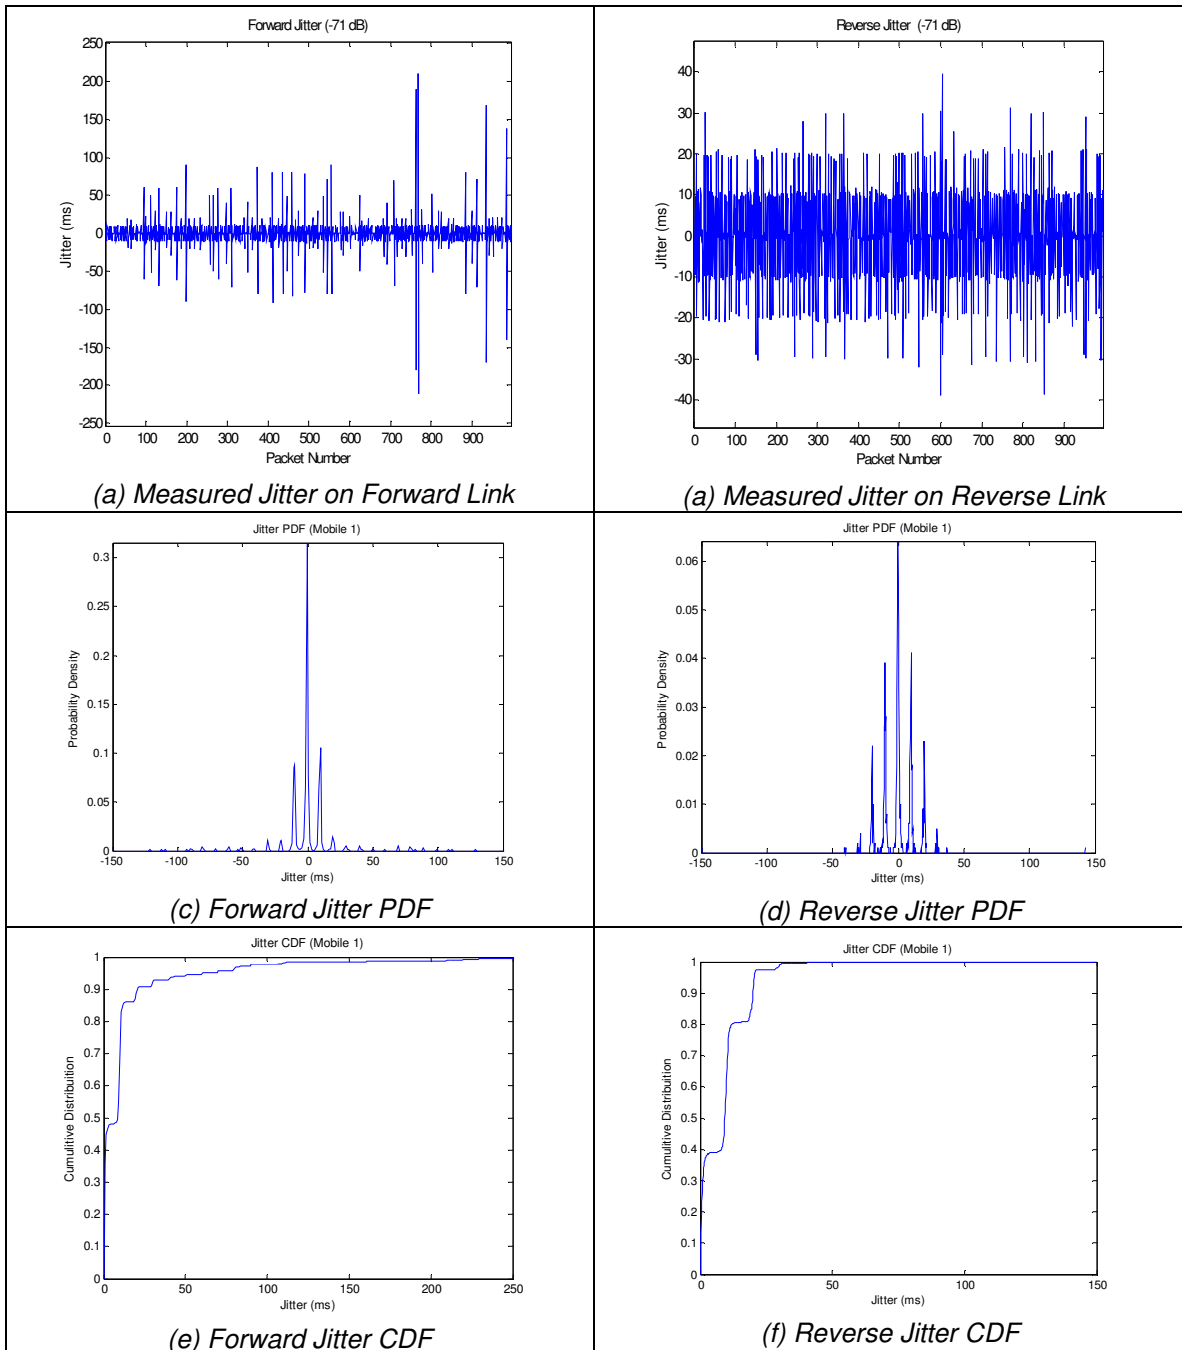 Forward Jitter (-71 dB)
250
200
150
100
50
0
-50
-100
-150
-200
-250
Jitter (ms)
0 100 200 300 400 500 600 700 800 900
Packet Number
(a) Measured Jitter on Forward Link
Reverse Jitter (-71 dB)
40
30
20
10
0
-10
-20
-30
-40
Jitter (ms)
0 100 200 300 400 500 600 700 800 900
Packet Number
(a) Measured Jitter on Reverse Link
Jitter PDF (Mobile 1)
0.3
0.25
0.2
0.15
0.1
0.05
0
Probability Density
-150 -100 -50 0 50 100 150
Jitter (ms)
(c) Forward Jitter PDF
Jitter PDF (Mobile 1)
0.06
0.05
0.04
0.03
0.02
0.01
0
Probability Density
-150 -100 -50 0 50 100 150
Jitter (ms)
(d) Reverse Jitter PDF
Jitter CDF (Mobile 1)
1
0.9
0.8
0.7
0.6
0.5
0.4
0.3
0.2
0.1
0
Cumulitive Distribuition
0 50 100 150 200 250
Jitter (ms)
(e) Forward Jitter CDF
Jitter CDF (Mobile 1)
1
0.9
0.8
0.7
0.6
0.5
0.4
0.3
0.2
0.1
0
Cumulitive Distribuition
0 50 100 150
Jitter (ms)
(f) Reverse Jitter CDF